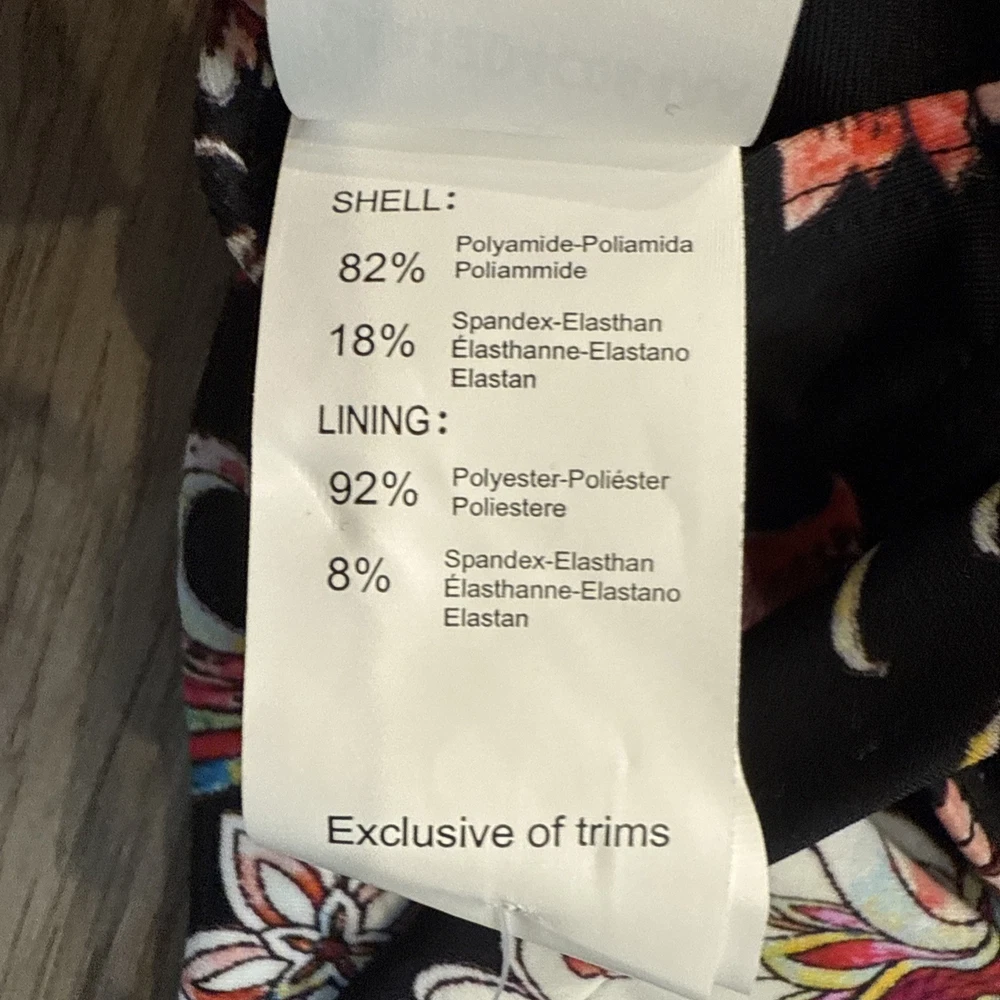 SHELL:
82% Polyamide-Poliamida
Poliammide
18% Spandex-Elasthan
Élasthanne-Elastano
Elastan
LINING:
92% Polyester-Poliéster
Poliestere
8% Spandex-Elasthan
Élasthanne-Elastano
Elastan
Exclusive of trims